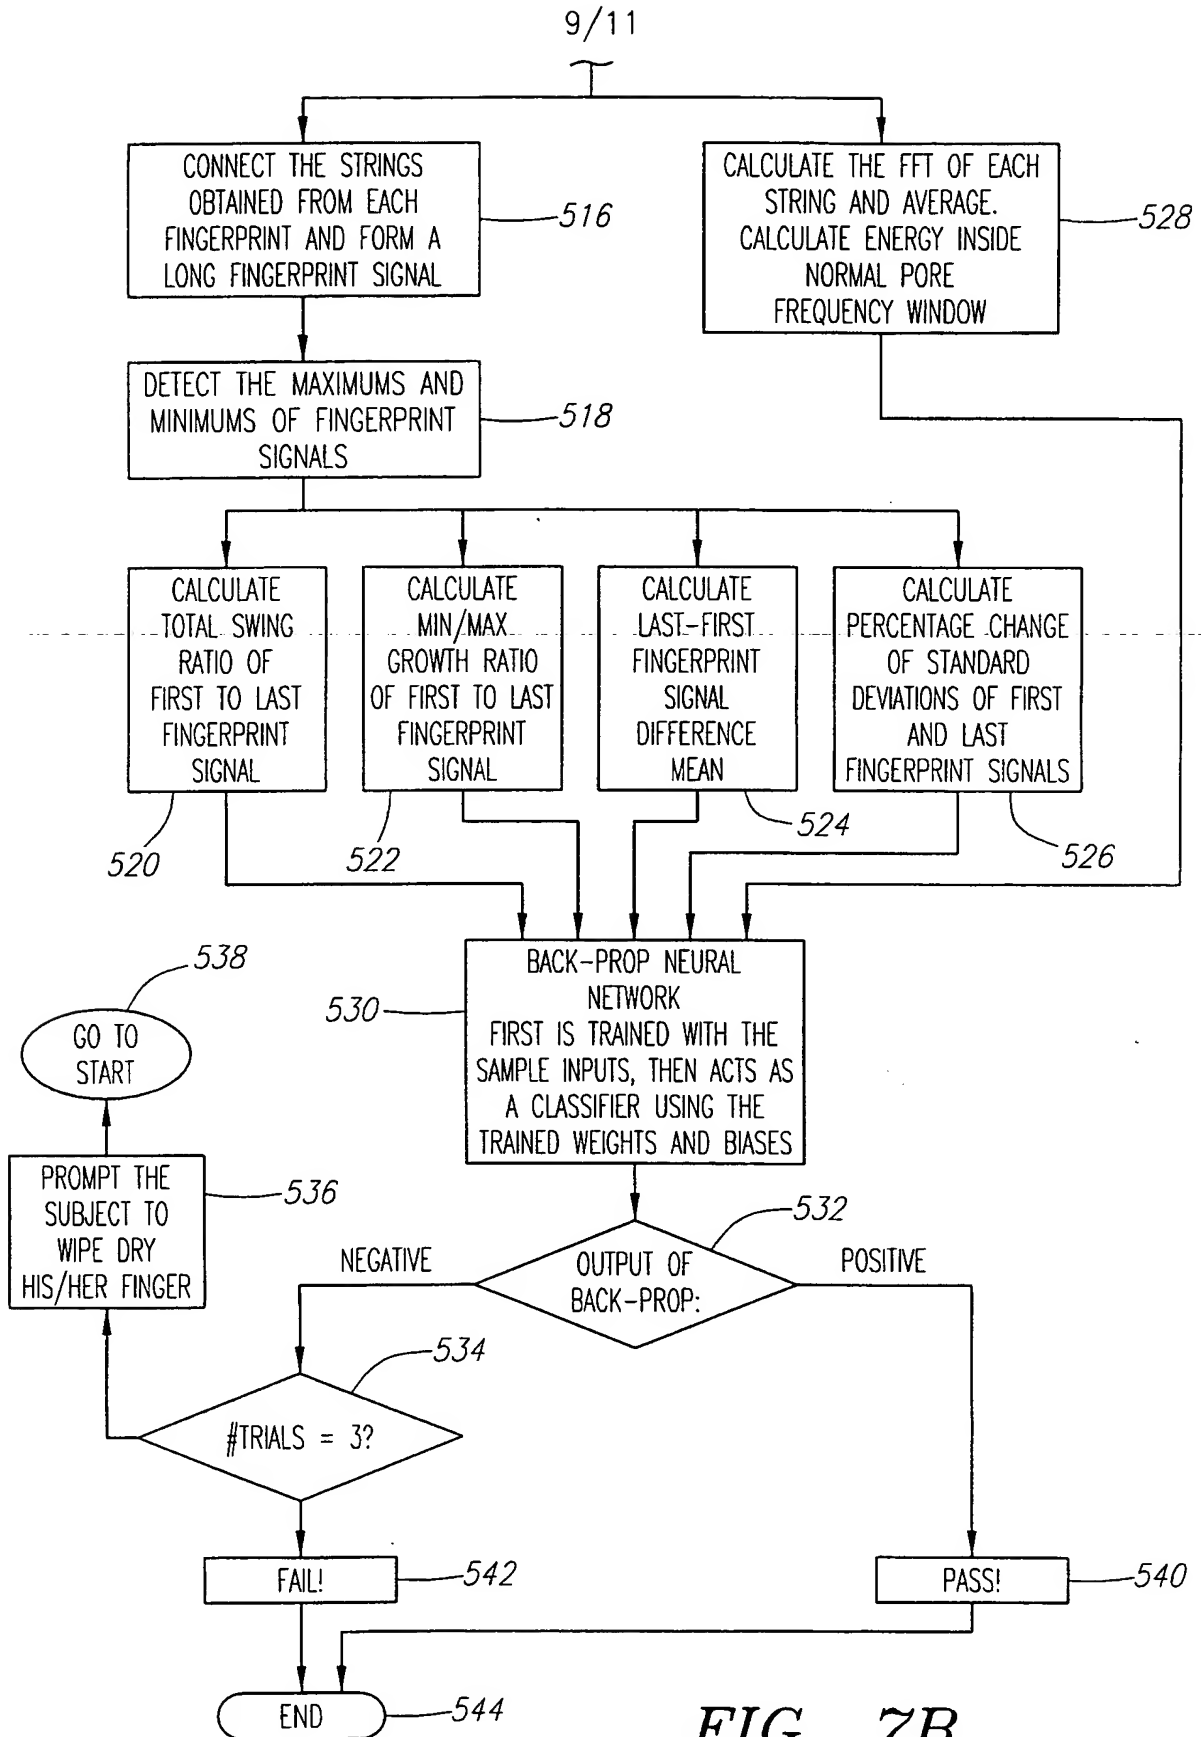 9/11
CONNECT THE STRINGS
OBTAINED FROM EACH
FINGERPRINT AND FORM A
LONG FINGERPRINT SIGNAL
516
CALCULATE THE FFT OF EACH
STRING AND AVERAGE.
CALCULATE ENERGY INSIDE
NORMAL PORE
FREQUENCY WINDOW
528
DETECT THE MAXIMUMS AND
MINIMUMS OF FINGERPRINT
SIGNALS
518
CALCULATE
TOTAL SWING
RATIO OF
FIRST TO LAST
FINGERPRINT
SIGNAL
520
CALCULATE
MIN/MAX
GROWTH RATIO
OF FIRST TO LAST
FINGERPRINT
SIGNAL
522
CALCULATE
LAST-FIRST
FINGERPRINT
SIGNAL
DIFFERENCE
MEAN
524
CALCULATE
PERCENTAGE CHANGE
OF STANDARD
DEVIATIONS OF FIRST
AND LAST
FINGERPRINT SIGNALS
526
BACK-PROP NEURAL
NETWORK
FIRST IS TRAINED WITH THE
SAMPLE INPUTS, THEN ACTS AS
A CLASSIFIER USING THE
TRAINED WEIGHTS AND BIASES
530
538
GO TO
START
PROMPT THE
SUBJECT TO
WIPE DRY
HIS/HER FINGER
536
532
NEGATIVE
OUTPUT OF
BACK-PROP:
POSITIVE
534
#TRIALS = 3?
FAIL!
542
PASS!
540
END
544
FIG. 7B